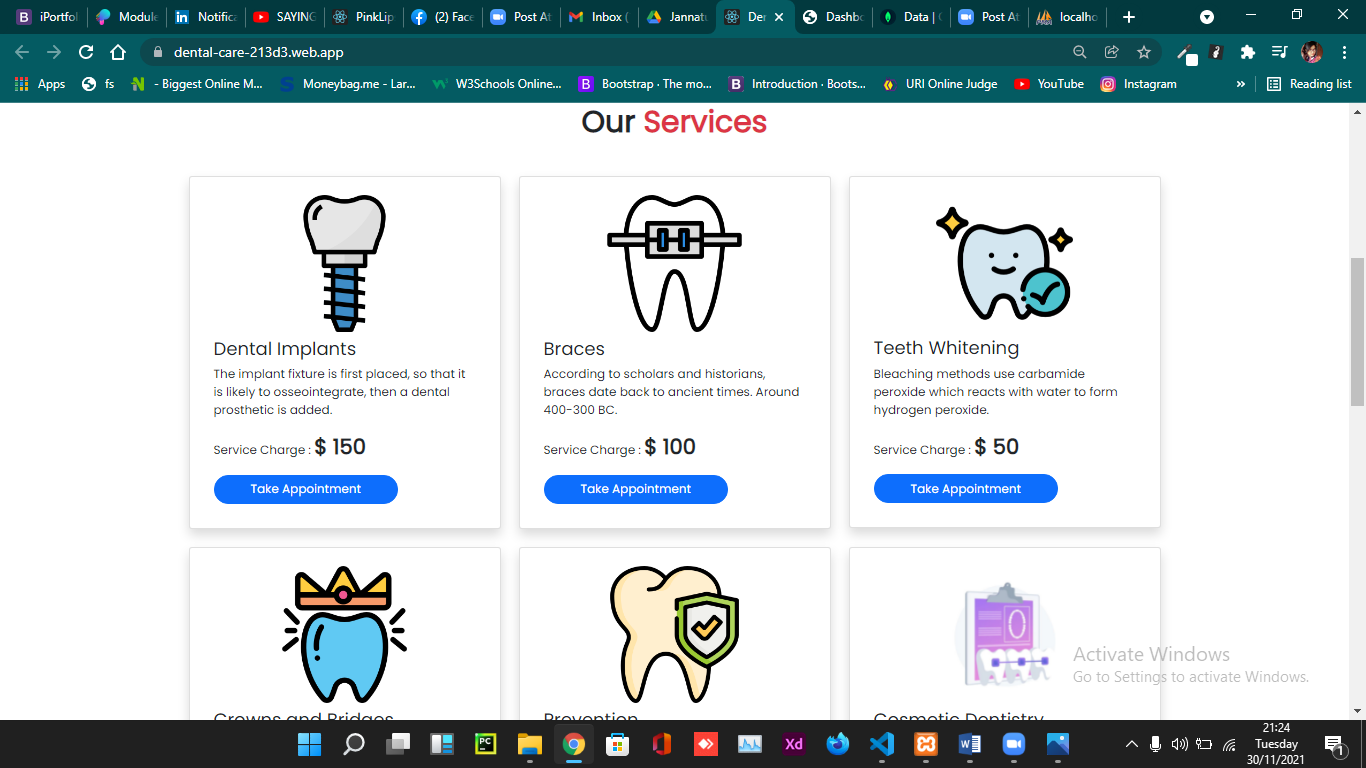 iPortfol
Module
Notifica
SAYING
PinkLip
(2) Face
Post At
Inbox (
Jannatu
Der
Dashbo
Data | C
Post At
localho
dental-care-213d3.web.app
Apps
fs
- Biggest Online M...
Moneybag.me - Lar...
W3Schools Online...
Bootstrap · The mo...
Introduction · Boots...
URI Online Judge
YouTube
Instagram
»
Reading list
Our Services
Dental Implants
The implant fixture is first placed, so that it
is likely to osseointegrate, then a dental
prosthetic is added.
Service Charge : $ 150
Take Appointment
Braces
According to scholars and historians,
braces date back to ancient times. Around
400-300 BC.
Service Charge : $ 100
Take Appointment
Teeth Whitening
Bleaching methods use carbamide
peroxide which reacts with water to form
hydrogen peroxide.
Service Charge : $ 50
Take Appointment
Crowns and Bridges
Prevention
Cosmetic Dentistry
Activate Windows
Go to Settings to activate Windows.
21:24
Tuesday
30/11/2021